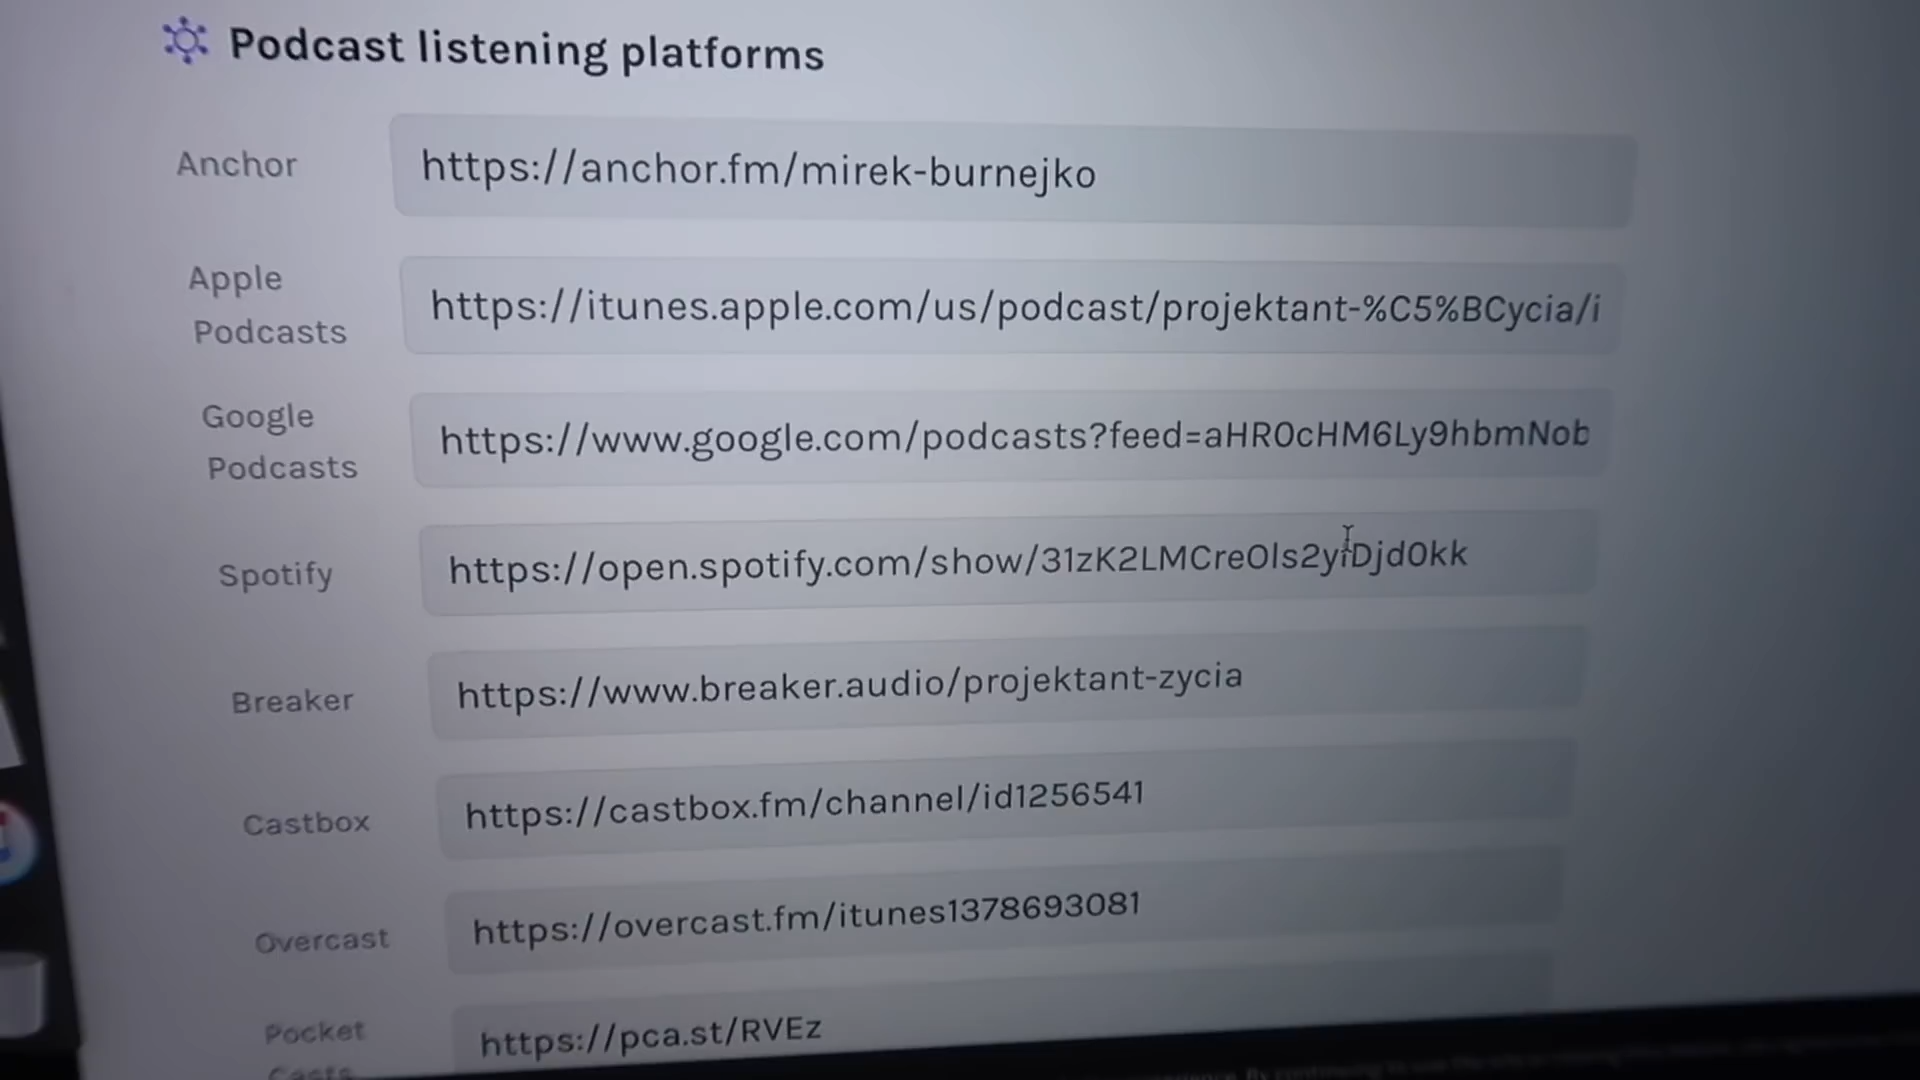 Podcast listening platforms
Anchor
https://anchor.fm/mirek-burnejko
Apple
Podcasts
https://itunes.apple.com/us/podcast/projektant-%C5%BCycia/i
Google
Podcasts
https://www.google.com/podcasts?feed=aHR0cHM6Ly9hbmNob
Spotify
https://open.spotify.com/show/31zK2LMCreOls2yfDjd0kk
Breaker
https://www.breaker.audio/projektant-zycia
Castbox
https://castbox.fm/channel/id1256541
Overcast
https://overcast.fm/itunes1378693081
Pocket
Casts
https://pca.st/RVEz